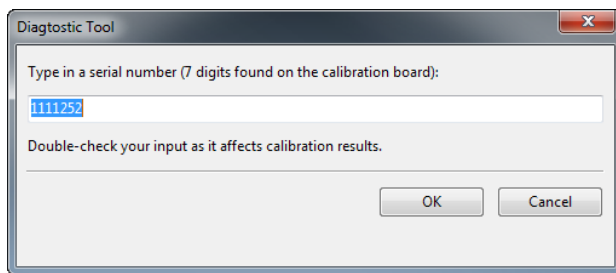 Diagtostic Tool
Type in a serial number (7 digits found on the calibration board):
1111252
Double-check your input as it affects calibration results.
OK Cancel